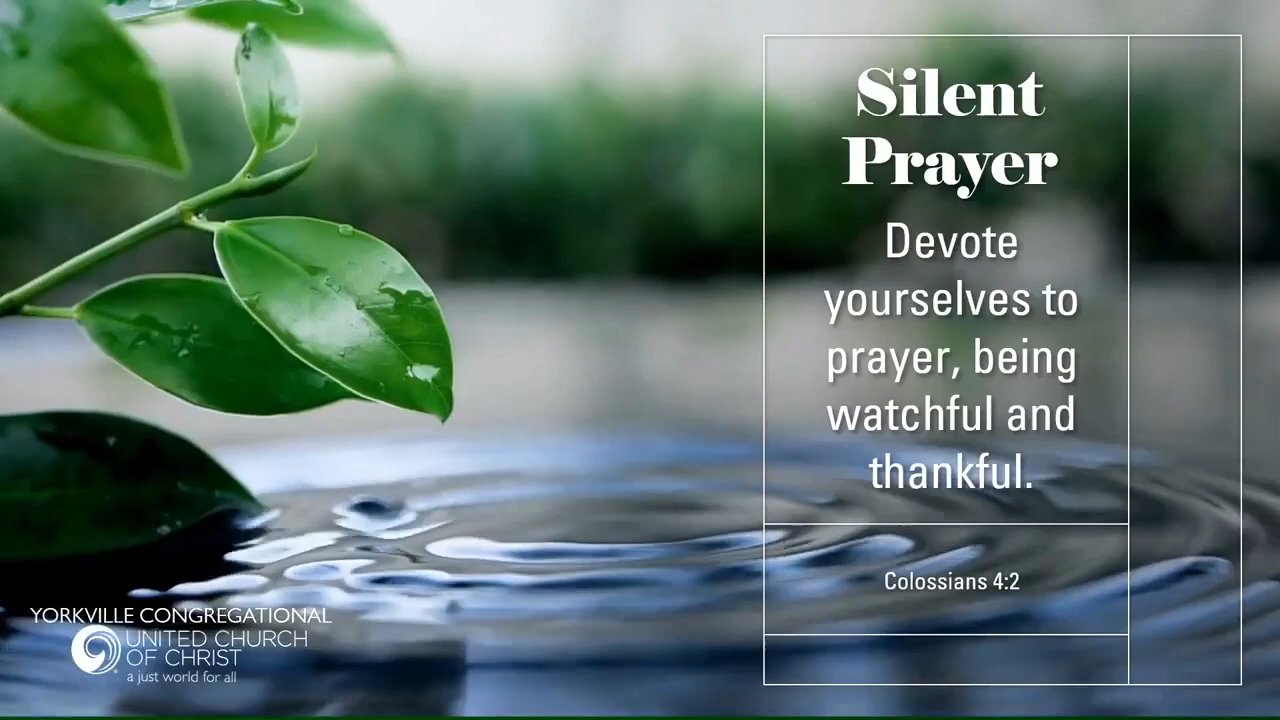 Silent
Prayer
Devote
yourselves to
prayer, being
watchful and
thankful.
Colossians 4:2
YORKVILLE CONGREGATIONAL
UNITED CHURCH
OF CHRIST
a just world for all